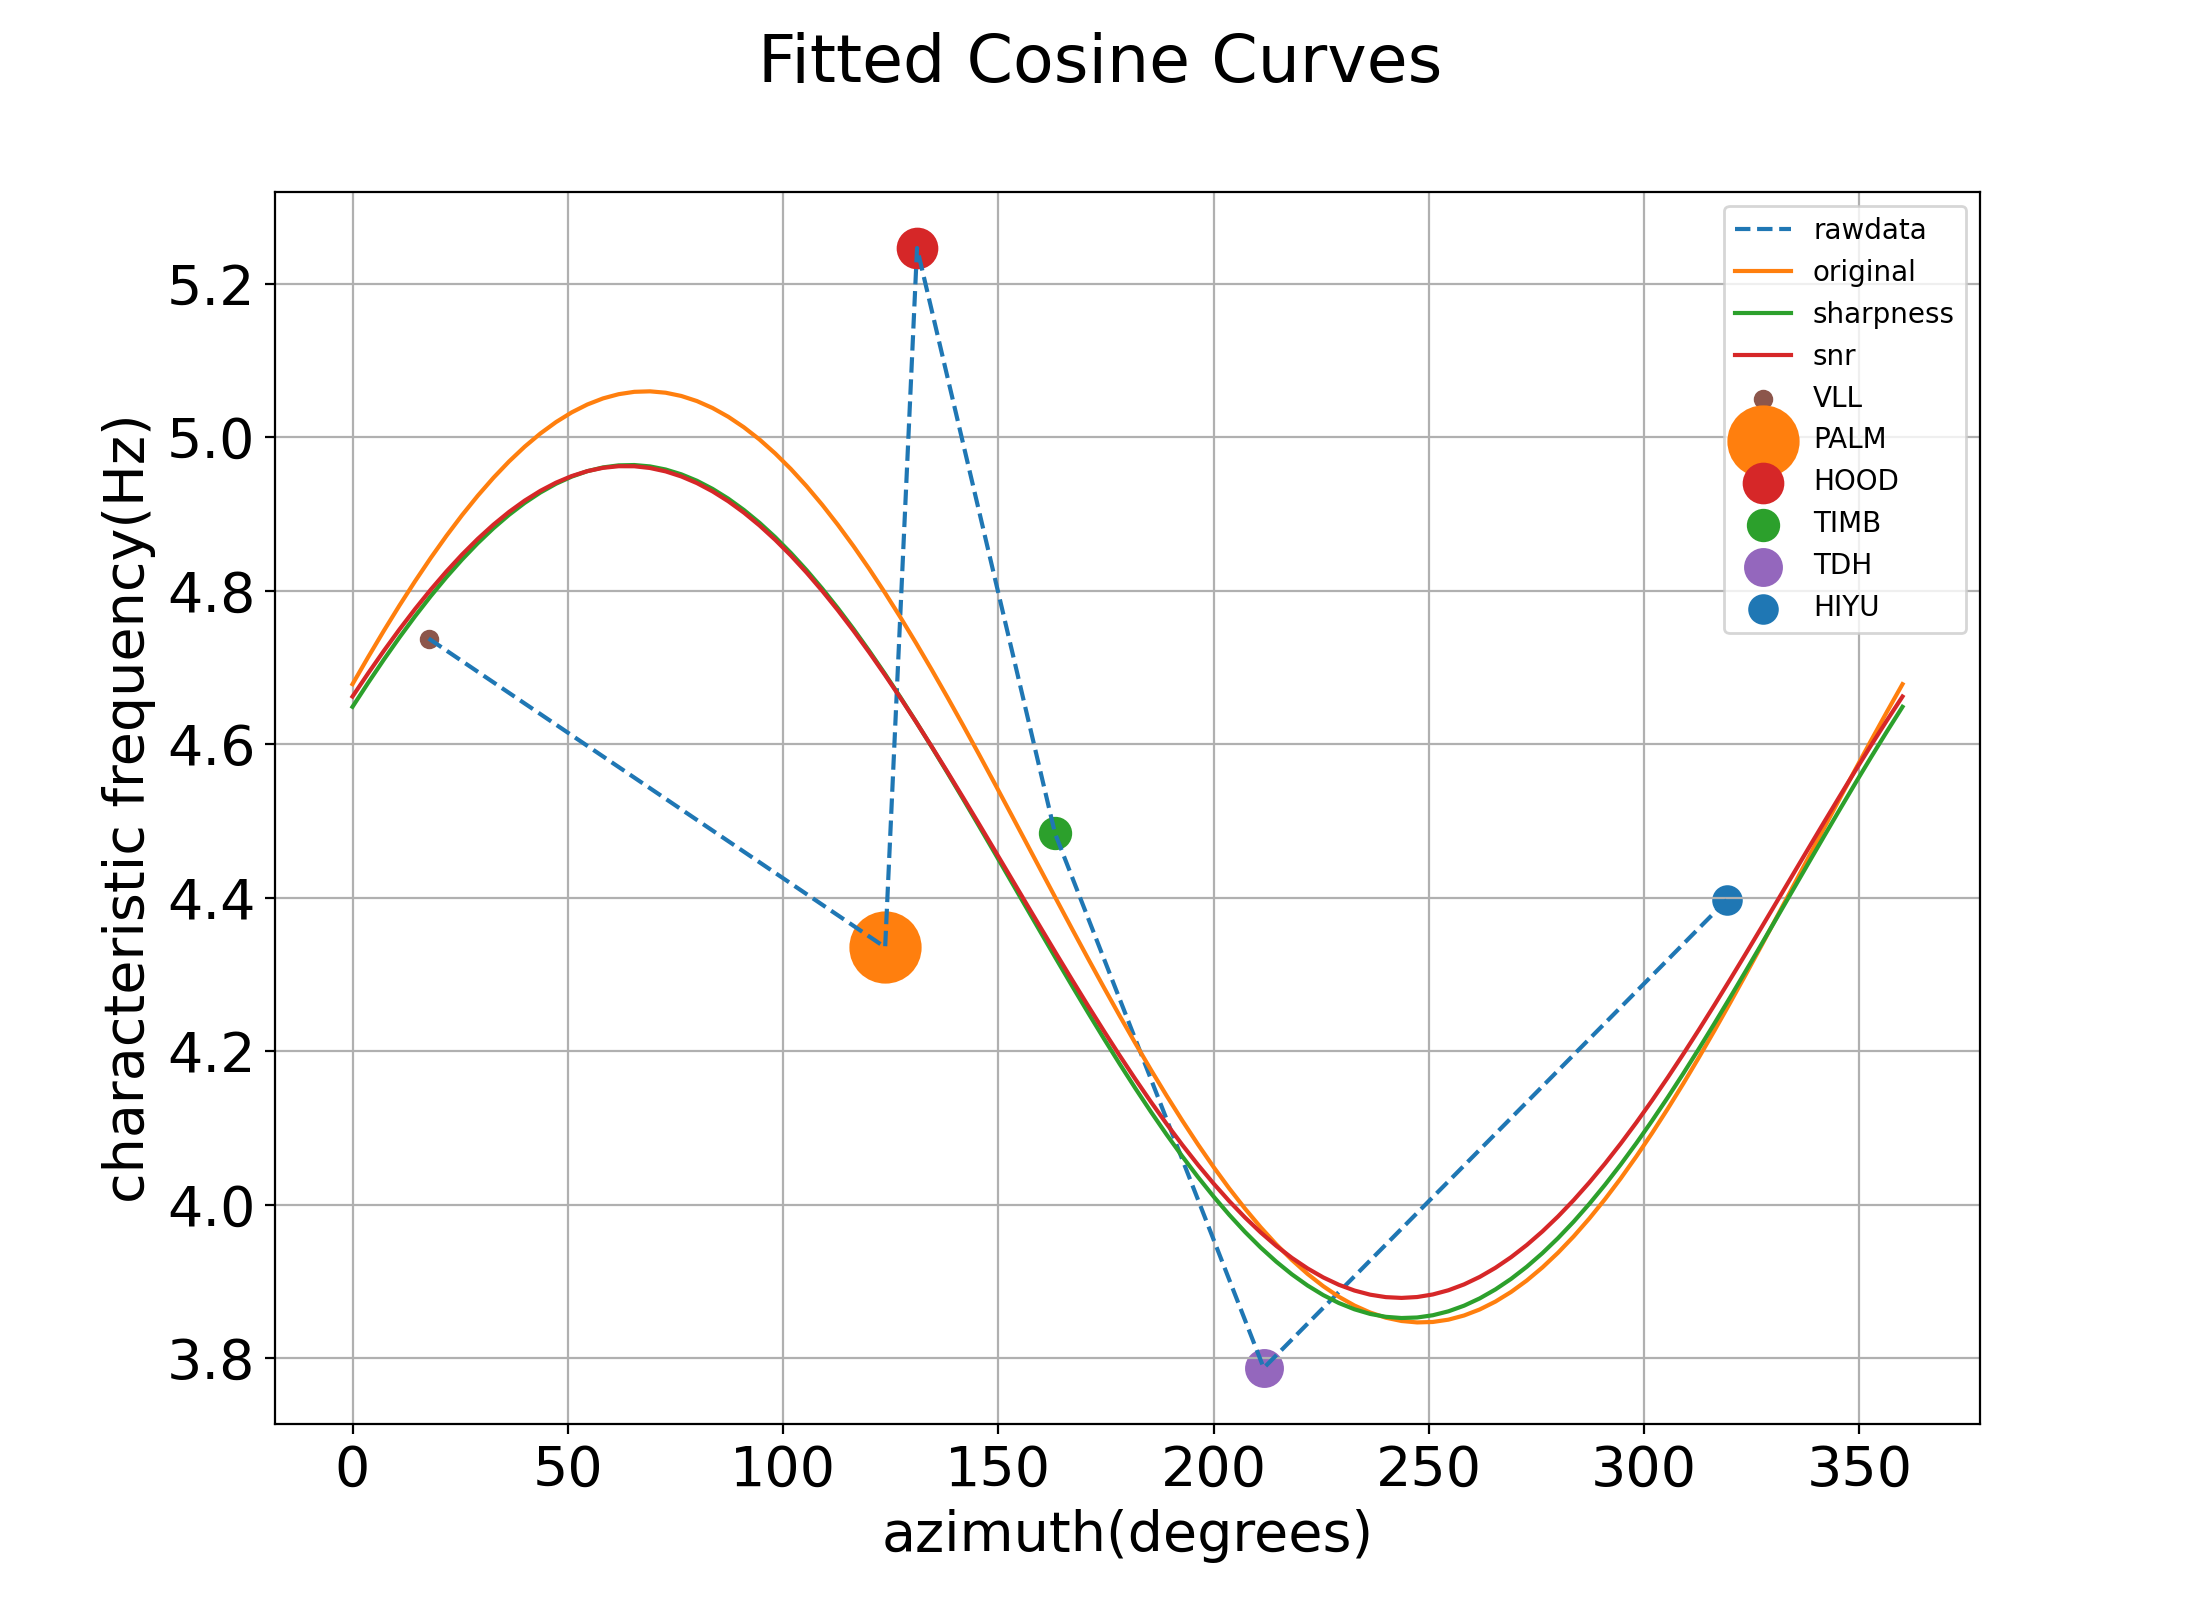 Fitted Cosine Curves
characteristic frequency(Hz)
5.2
5.0
4.8
4.6
4.4
4.2
4.0
3.8
rawdata
original
sharpness
snr
VLL
PALM
HOOD
TIMB
TDH
HIYU
0 50 100 150 200 250 300 350
azimuth(degrees)